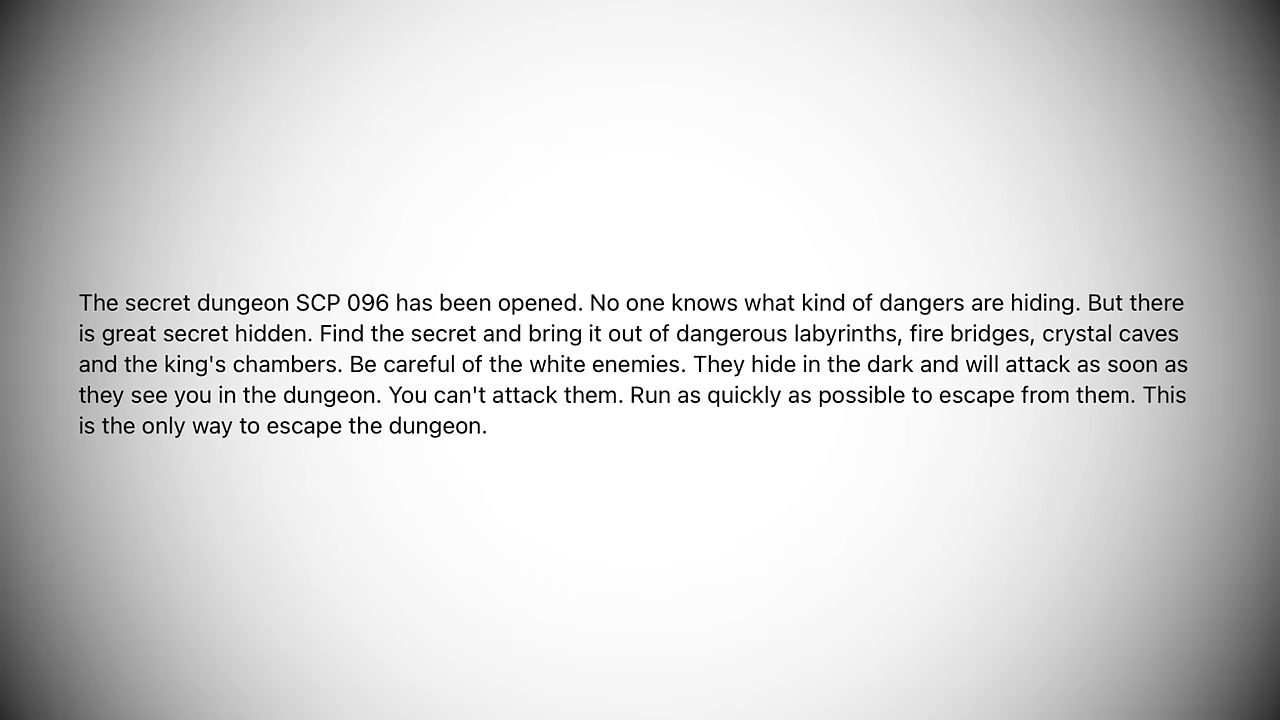 The secret dungeon SCP 096 has been opened. No one knows what kind of dangers are hiding. But there
is great secret hidden. Find the secret and bring it out of dangerous labyrinths, fire bridges, crystal caves
and the king's chambers. Be careful of the white enemies. They hide in the dark and will attack as soon as
they see you in the dungeon. You can't attack them. Run as quickly as possible to escape from them. This
is the only way to escape the dungeon.